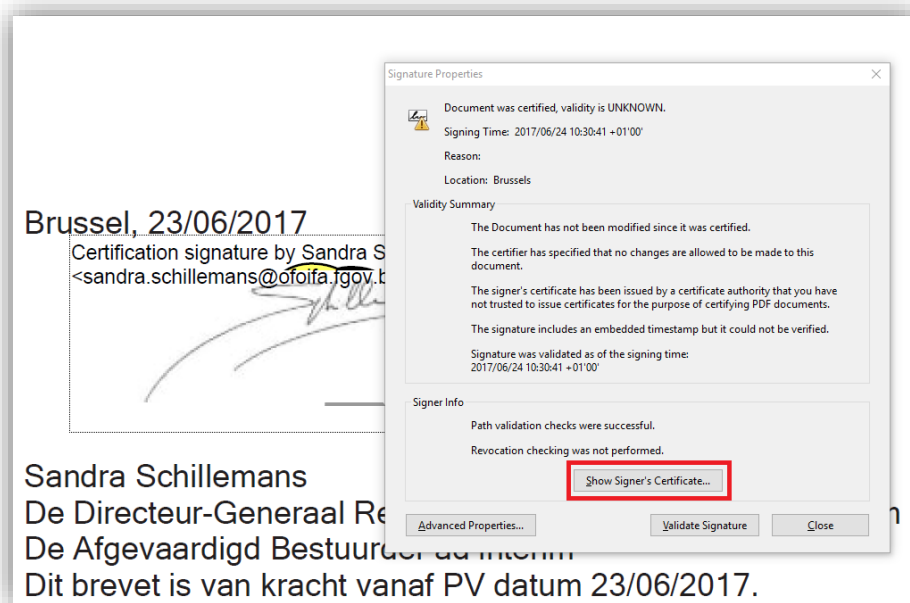 Signature Properties
Document was certified, validity is UNKNOWN.
Signing Time: 2017/06/24 10:30:41 +01'00'
Reason:
Location: Brussels
Validity Summary
The Document has not been modified since it was certified.
The certifier has specified that no changes are allowed to be made to this
document.
The signer's certificate has been issued by a certificate authority that you have
not trusted to issue certificates for the purpose of certifying PDF documents.
The signature includes an embedded timestamp but it could not be verified.
Signature was validated as of the signing time:
2017/06/24 10:30:41 +01'00'
Signer Info
Path validation checks were successful.
Revocation checking was not performed.
Show Signer's Certificate...
Advanced Properties...
Validate Signature
Close
Brussel, 23/06/2017
Certification signature by Sandra S
<sandra.schillemans@ofoifa.fgov.b
Sandra Schillemans
De Directeur-Generaal Re
De Afgevaardigd Bestuurder ad interim
Dit brevet is van kracht vanaf PV datum 23/06/2017.